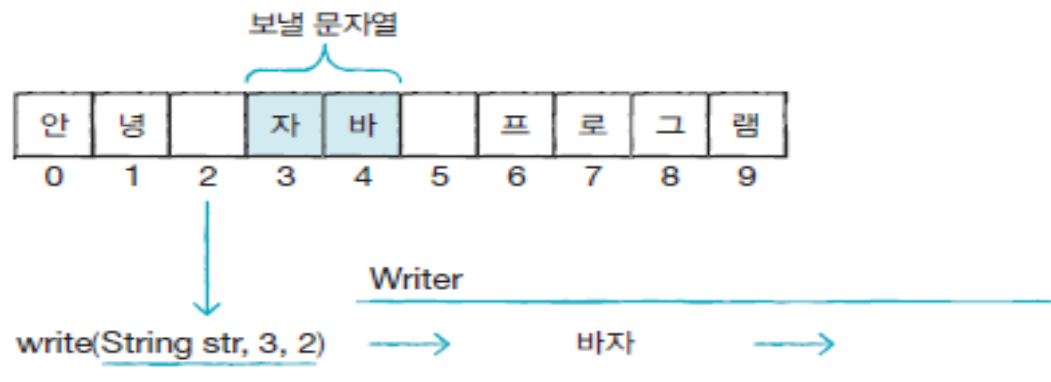 보낼 문자열
안 녕 자 바 프 로 그 램
0 1 2 3 4 5 6 7 8 9
Writer
write(String str, 3, 2) 바자